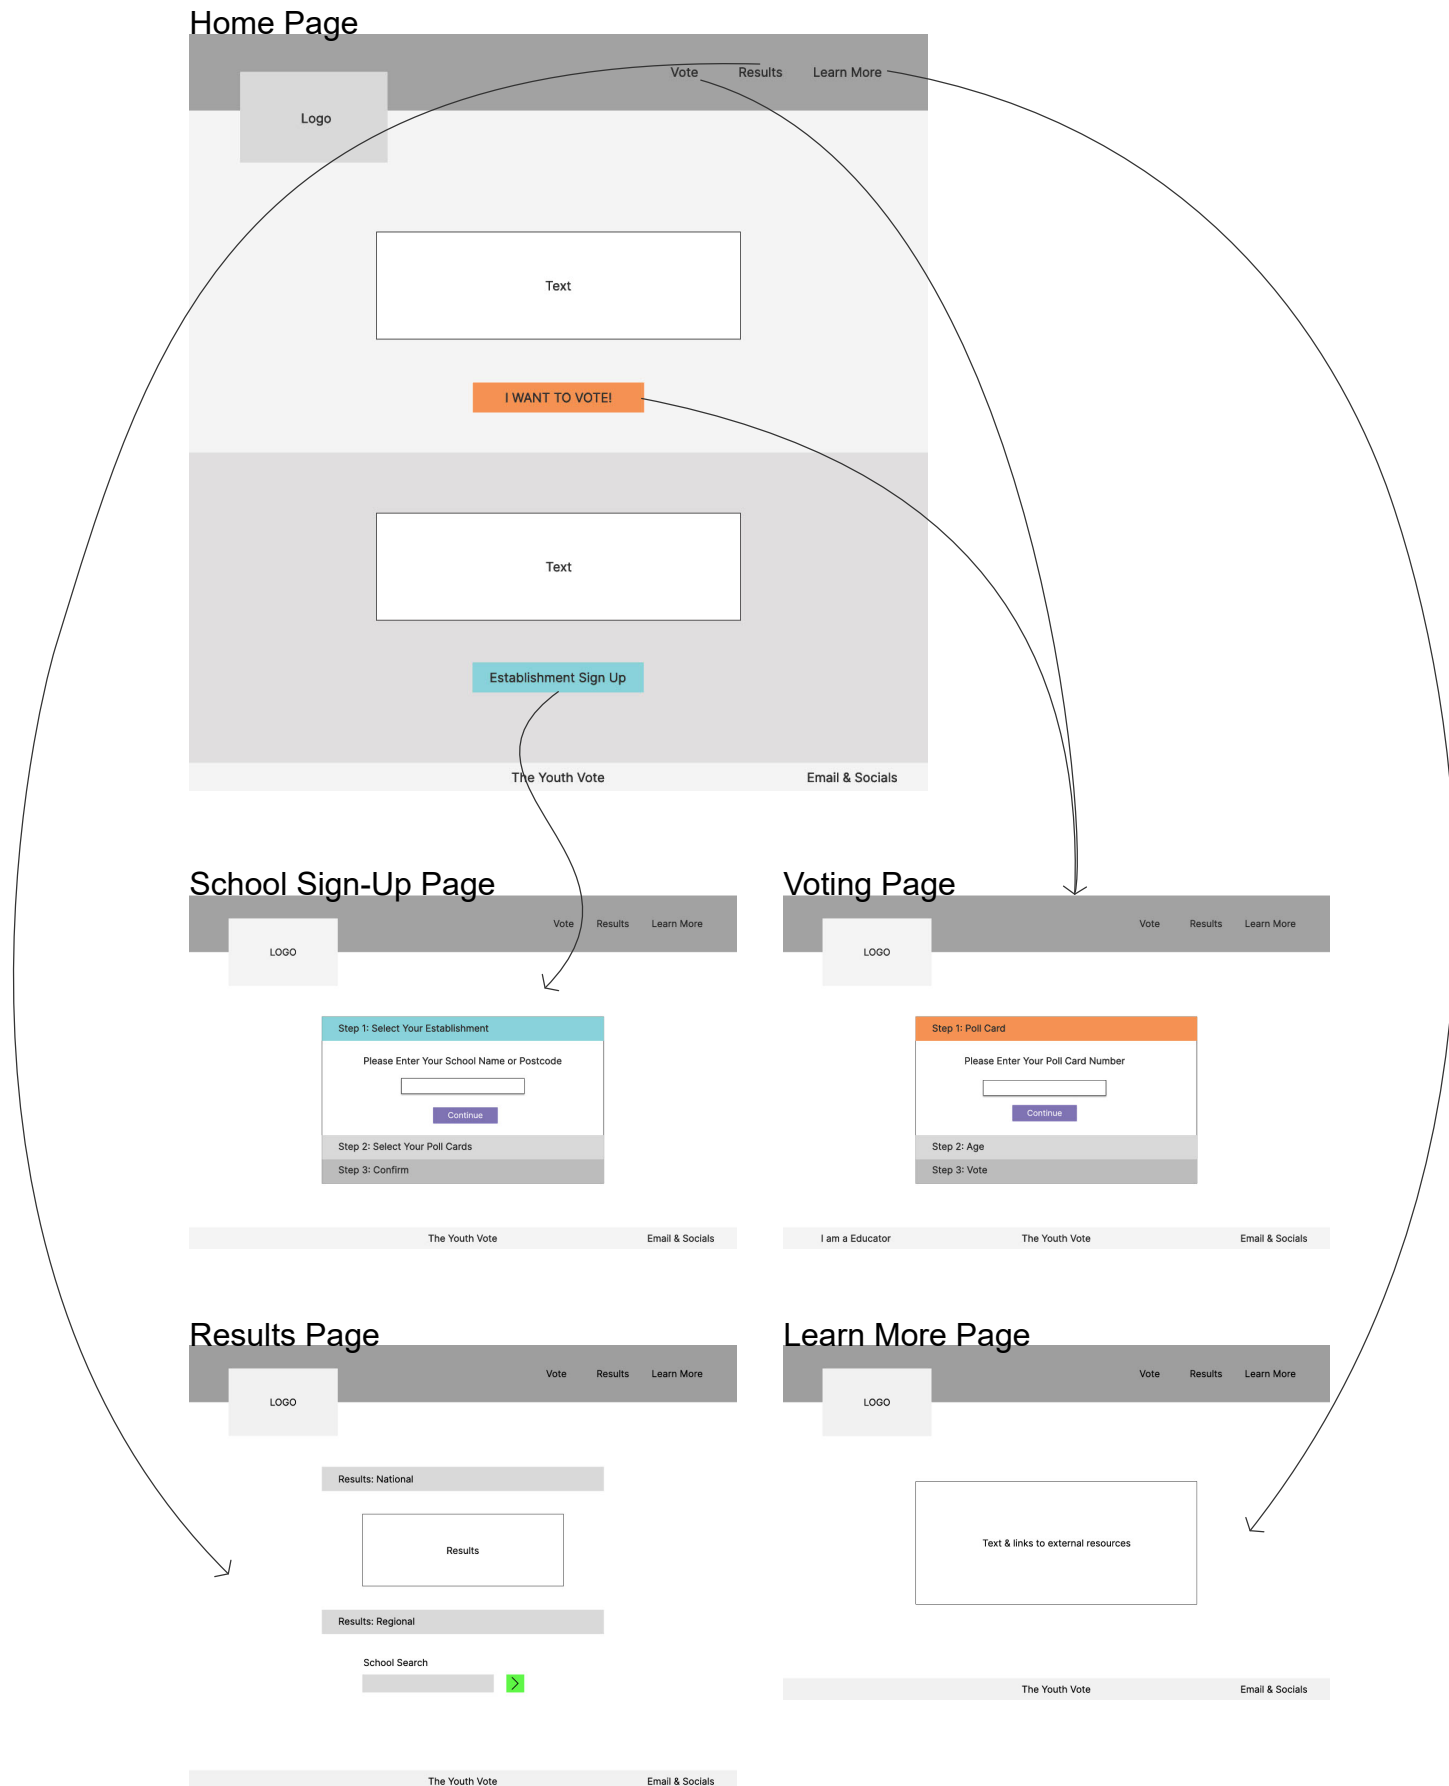 Home Page
Vote Results Learn More
Logo
Text
I WANT TO VOTE!
Text
Establishment Sign Up
The Youth Vote Email & Socials
School Sign-Up Page
Vote Results Learn More
LOGO
Step 1: Select Your Establishment
Please Enter Your School Name or Postcode
Continue
Step 2: Select Your Poll Cards
Step 3: Confirm
The Youth Vote Email & Socials
Voting Page
Vote Results Learn More
LOGO
Step 1: Poll Card
Please Enter Your Poll Card Number
Continue
Step 2: Age
Step 3: Vote
I am a Educator The Youth Vote Email & Socials
Results Page
Vote Results Learn More
LOGO
Results: National
Results
Results: Regional
School Search
The Youth Vote Email & Socials
Learn More Page
Vote Results Learn More
LOGO
Text & links to external resources
The Youth Vote Email & Socials